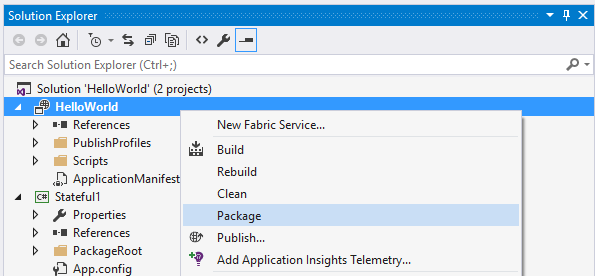 Solution Explorer
Search Solution Explorer (Ctrl+;)
Solution 'HelloWorld' (2 projects)
HelloWorld
References
PublishProfiles
Scripts
ApplicationManifest
C# Stateful1
Properties
References
PackageRoot
App.config
New Fabric Service...
Build
Rebuild
Clean
Package
Publish...
Add Application Insights Telemetry...